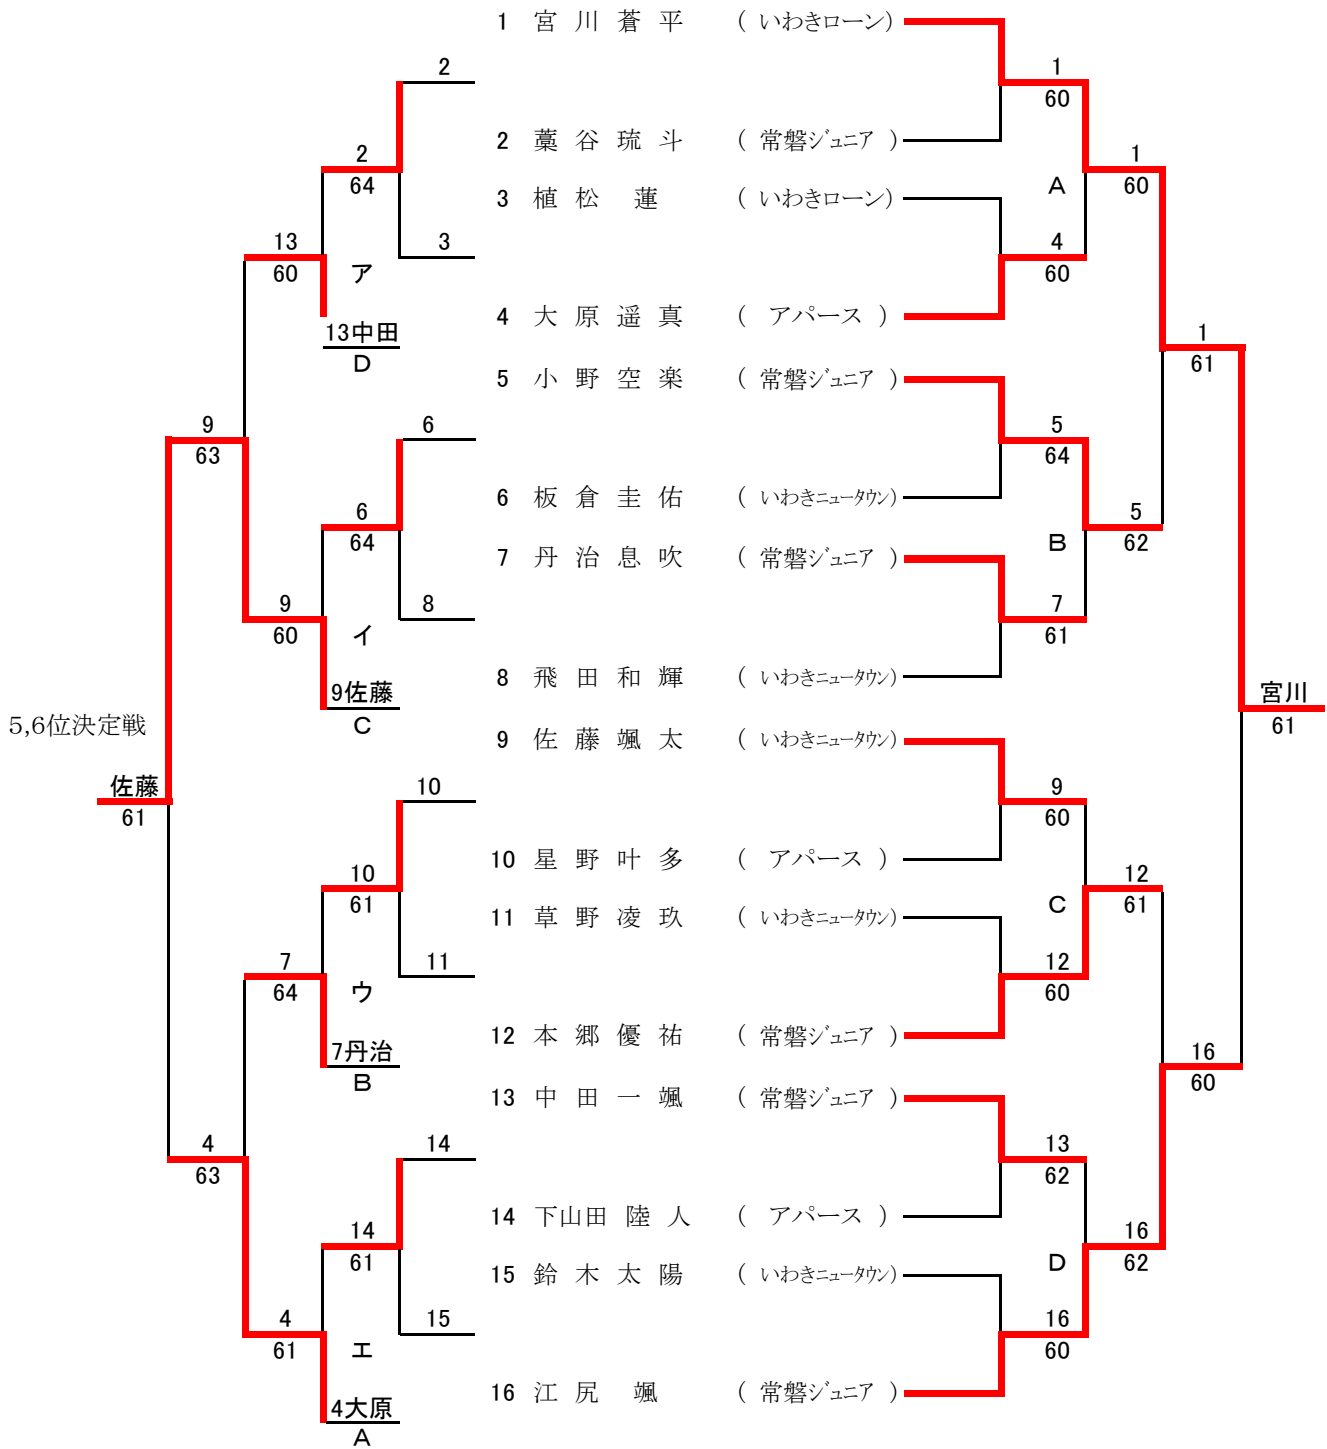 1 宮川蒼平 (いわきローン)
2 藁谷琉斗 (常磐ジュニア)
3 植松 蓮 (いわきローン)
4 大原遥真 (アパース)
5 小野空楽 (常磐ジュニア)
6 板倉圭佑 (いわきニュータウン)
7 丹治息吹 (常磐ジュニア)
8 飛田和輝 (いわきニュータウン)
9 佐藤颯太 (いわきニュータウン)
10 星野叶多 (アパース)
11 草野凌玖 (いわきニュータウン)
12 本郷優祐 (常磐ジュニア)
13 中田一颯 (常磐ジュニア)
14 下山田陸人 (アパース)
15 鈴木太陽 (いわきニュータウン)
16 江尻 颯 (常磐ジュニア)
1
60
4
60
A
1
60
5
64
7
61
B
5
62
1
61
9
60
12
60
C
12
61
13
62
16
60
D
16
62
16
60
宮川
61
2
3
2
64
ア
13中田
D
13
60
6
8
6
64
イ
9佐藤
C
9
60
9
63
5,6位決定戦
佐藤
61
10
11
10
61
ウ
7丹治
B
7
64
14
15
14
61
エ
4大原
A
4
61
4
63